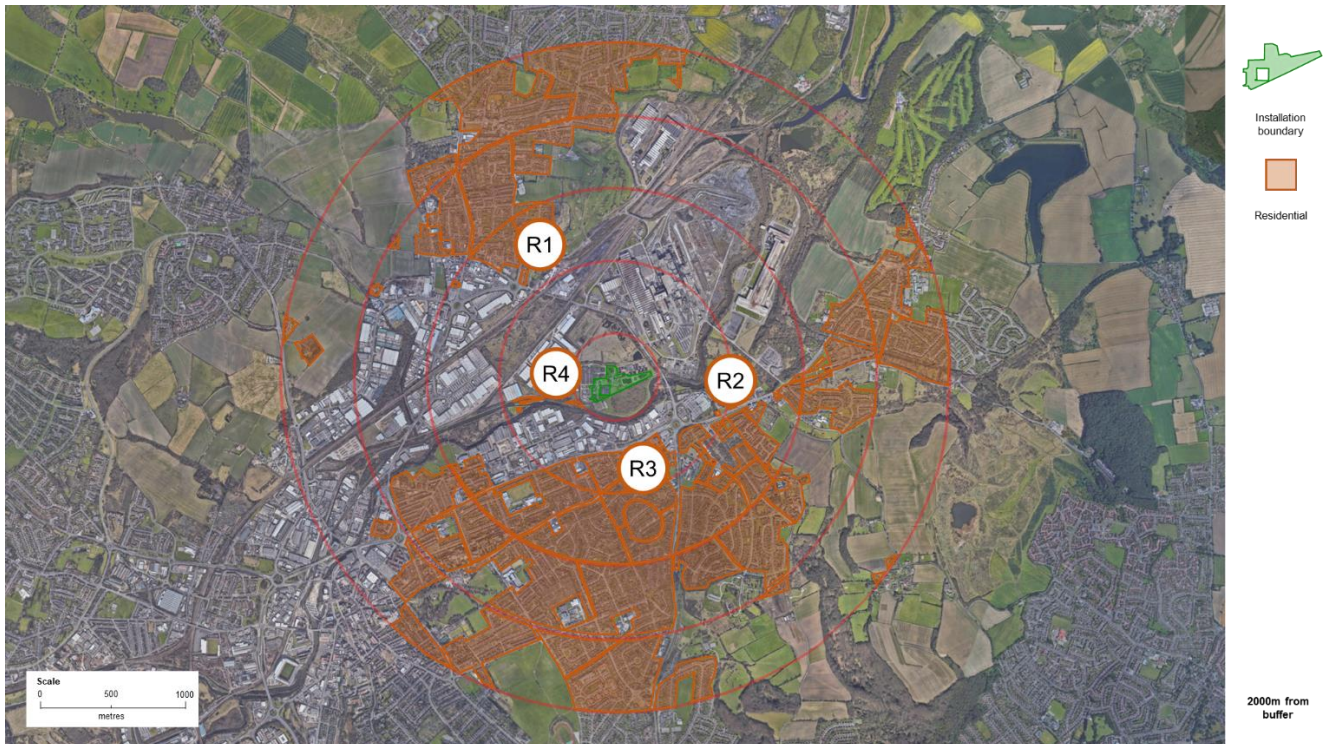 R1
R4
R2
R3
Installation
boundary
Residential
2000m from
buffer
Scale
0 500 1000
metres